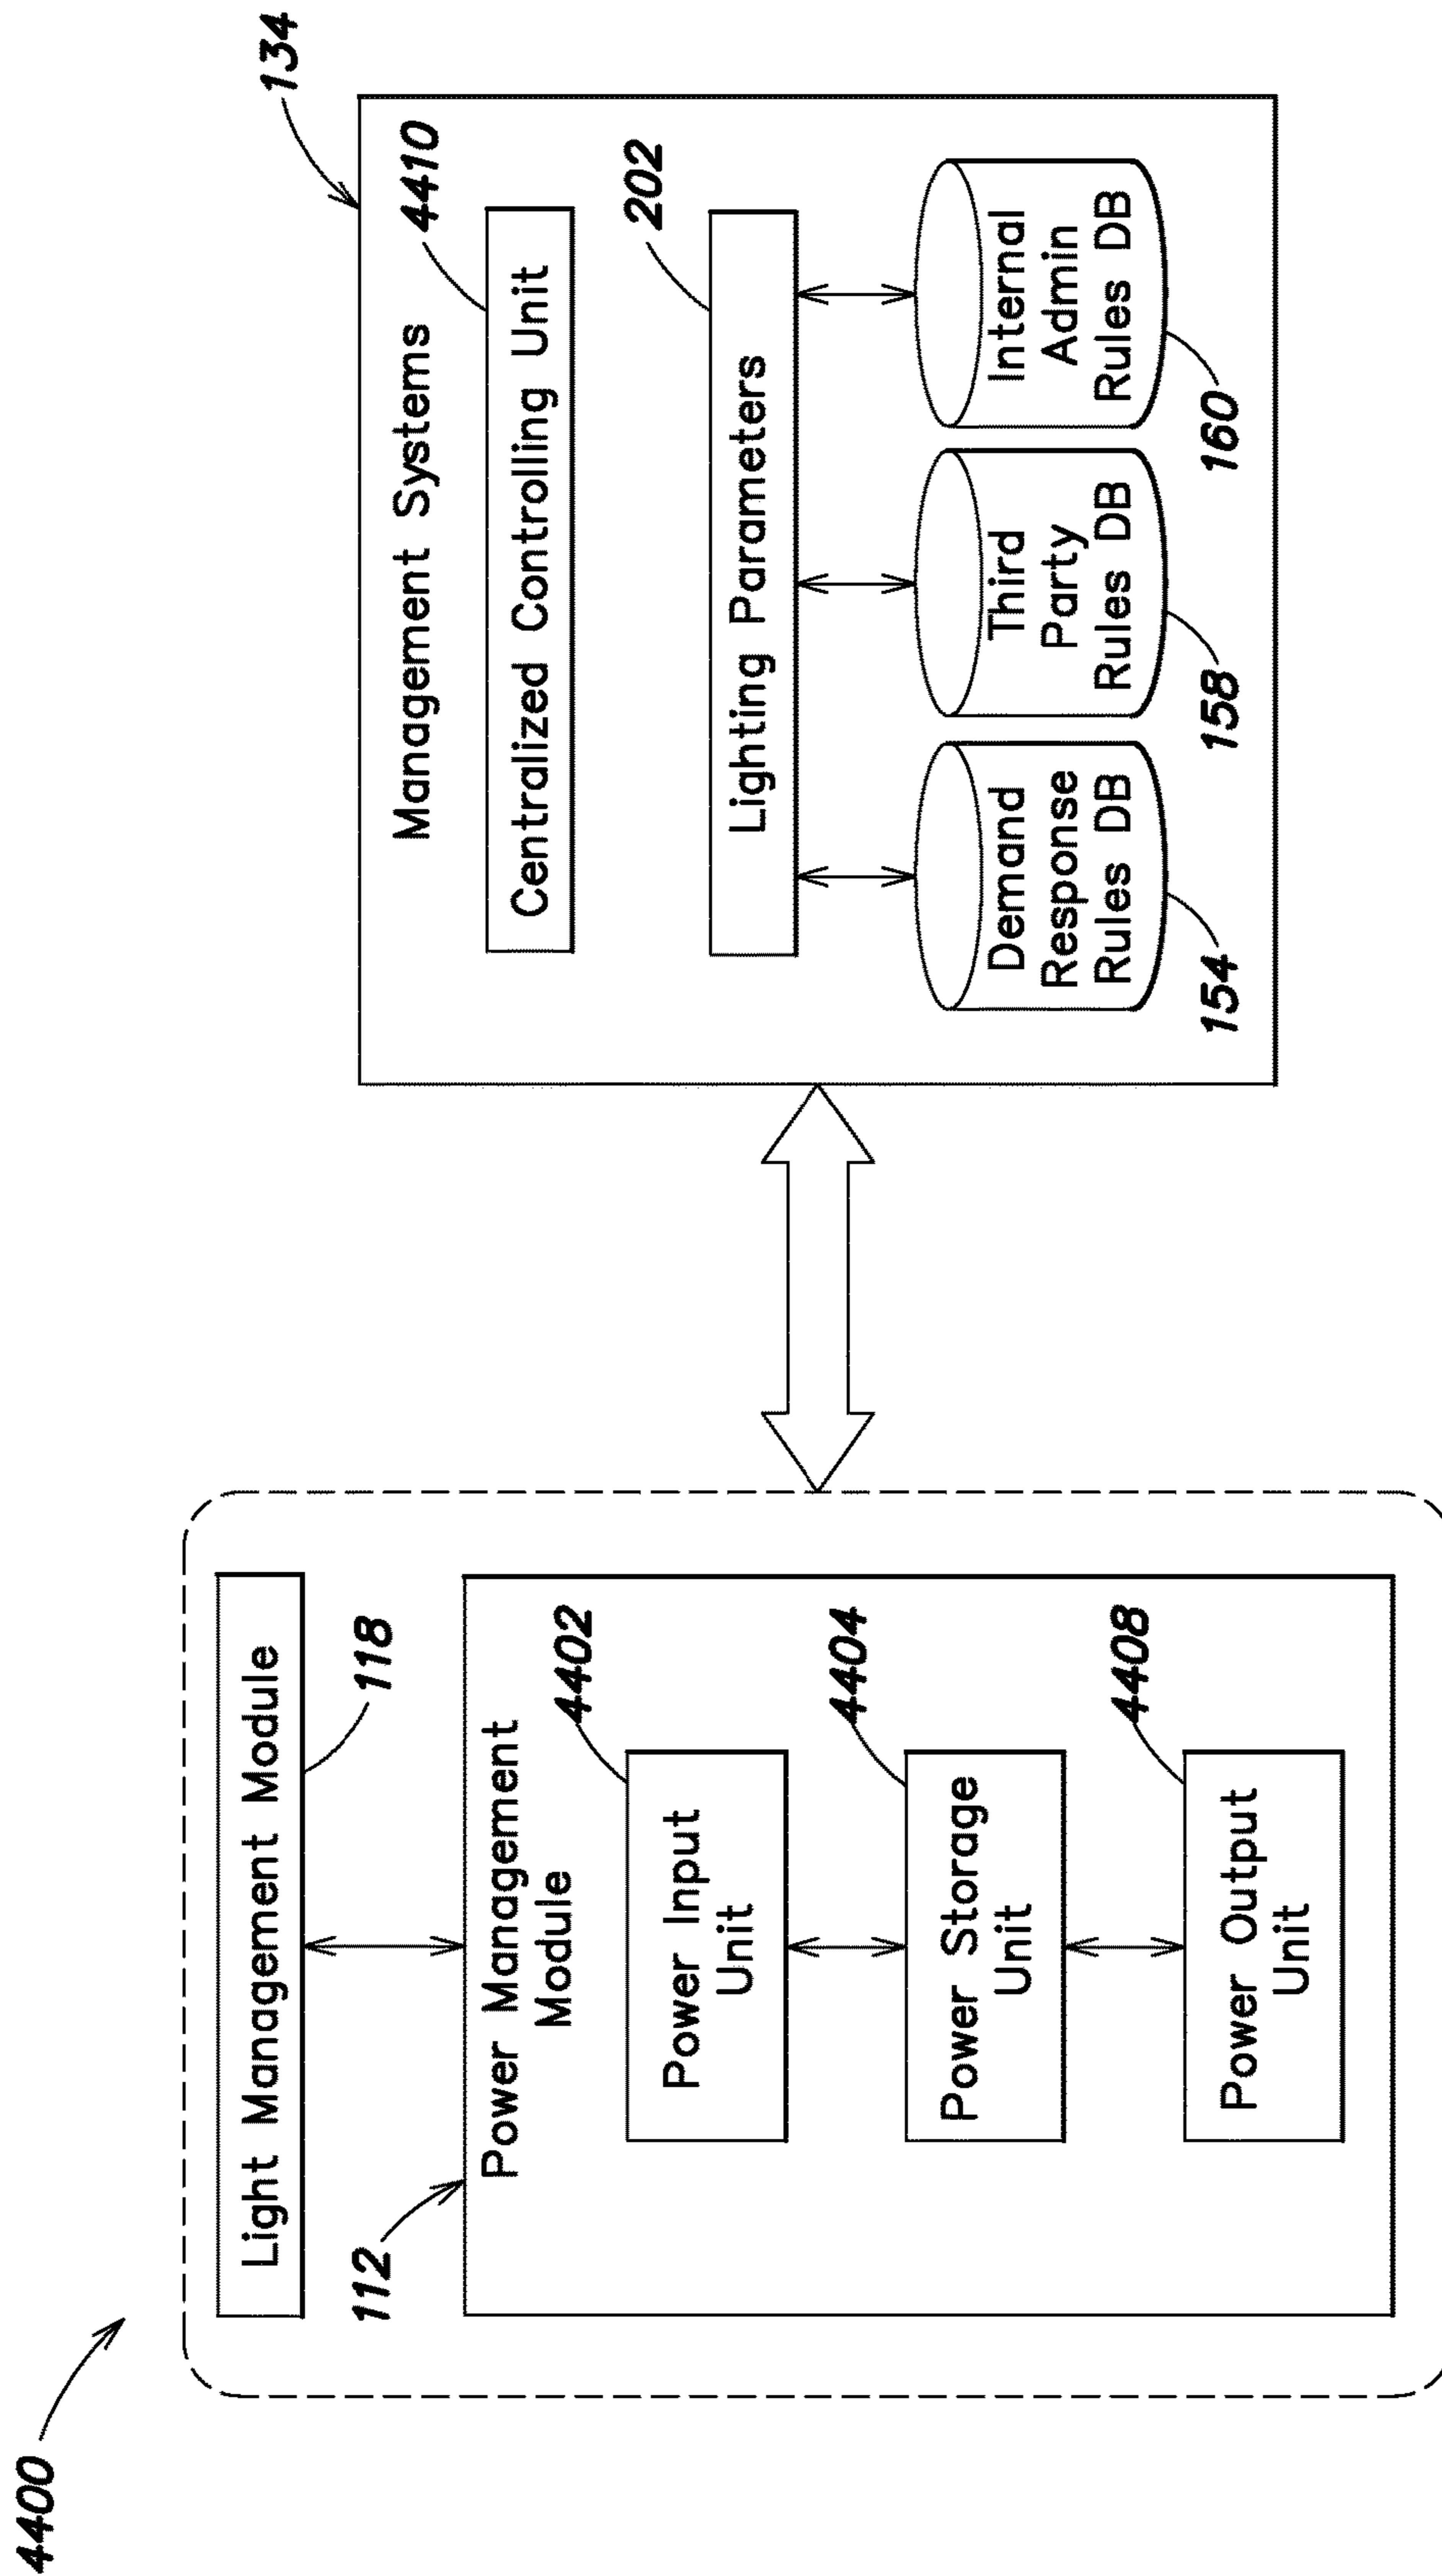 4400
Light Management Module
118
112
Power Management
Module
4402
Power Input
Unit
4404
Power Storage
Unit
4408
Power Output
Unit
134
Management Systems
4410
Centralized Controlling Unit
202
Lighting Parameters
Demand
Response
Rules DB
154
Third
Party
Rules DB
158
Internal
Admin
Rules DB
160